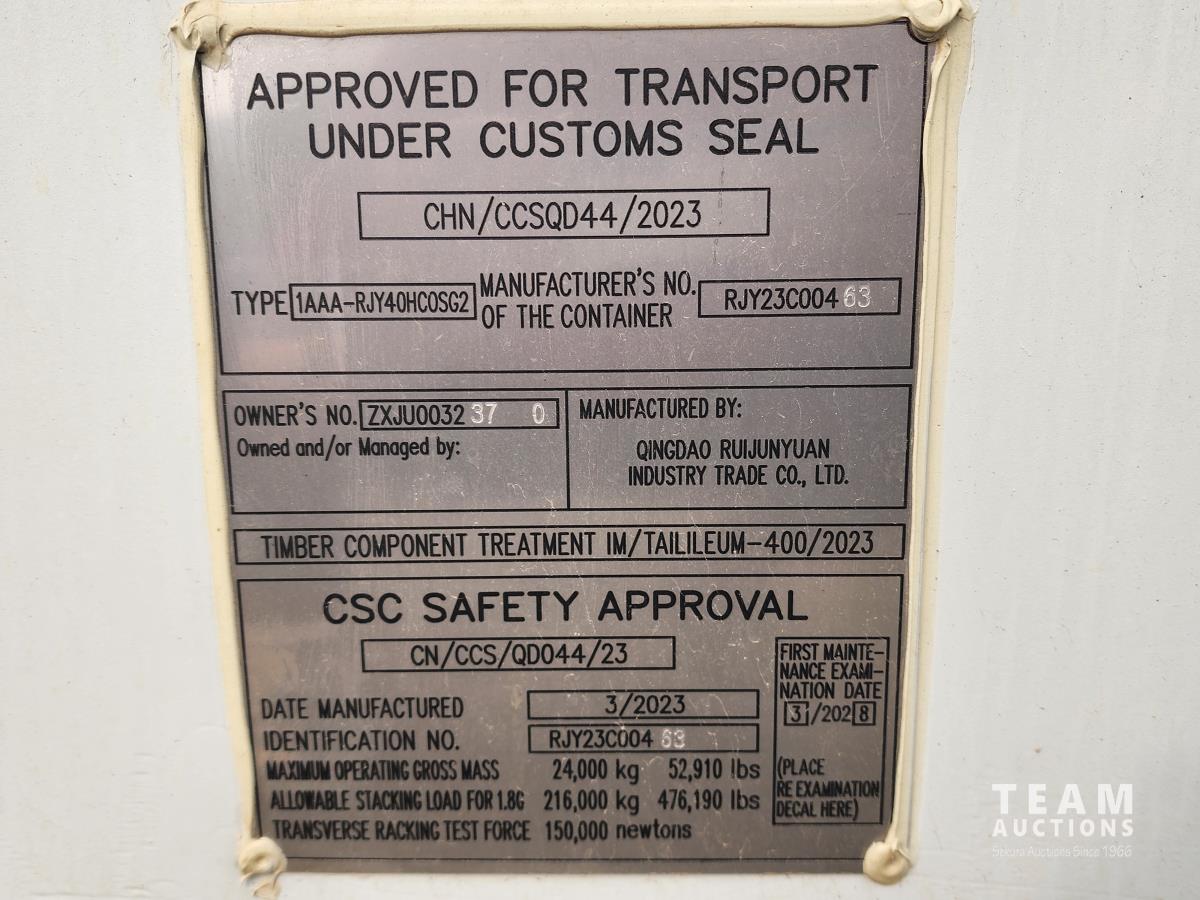 APPROVED FOR TRANSPORT
UNDER CUSTOMS SEAL
CHN/CCSQD44/2023
TYPE 1AAA-RJY40HCOSG2 MANUFACTURER'S NO. OF THE CONTAINER RJY23C004 63
OWNER'S NO. ZXJU0032 37 0
Owned and/or Managed by:
MANUFACTURED BY:
QINGDAO RUIJUNYUAN
INDUSTRY TRADE CO., LTD.
TIMBER COMPONENT TREATMENT IM/TAILILEUM-400/2023
CSC SAFETY APPROVAL
CN/CCS/QD044/23
DATE MANUFACTURED 3/2023
IDENTIFICATION NO. RJY23C004 63
MAXIMUM OPERATING GROSS MASS 24,000 kg 52,910 lbs
ALLOWABLE STACKING LOAD FOR 1.8G 216,000 kg 476,190 lbs
TRANSVERSE RACKING TEST FORCE 150,000 newtons
FIRST MAINTE-
NANCE EXAMI-
NATION DATE
3/2028
(PLACE
RE EXAMINATION
DECAL HERE)
TEAM
AUCTIONS
Sekura Auctions Since 1966